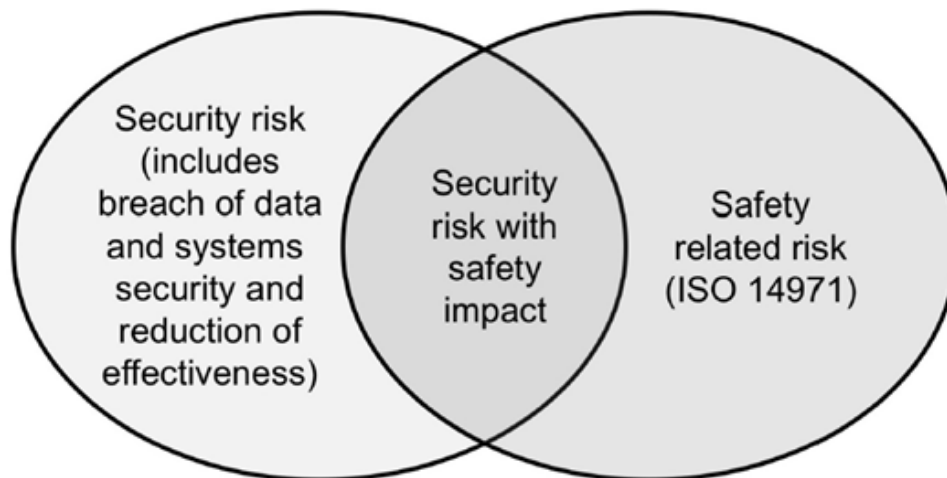 Security risk
(includes
breach of data
and systems
security and
reduction of
effectiveness)
Security
risk with
safety
impact
Safety
related risk
(ISO 14971)